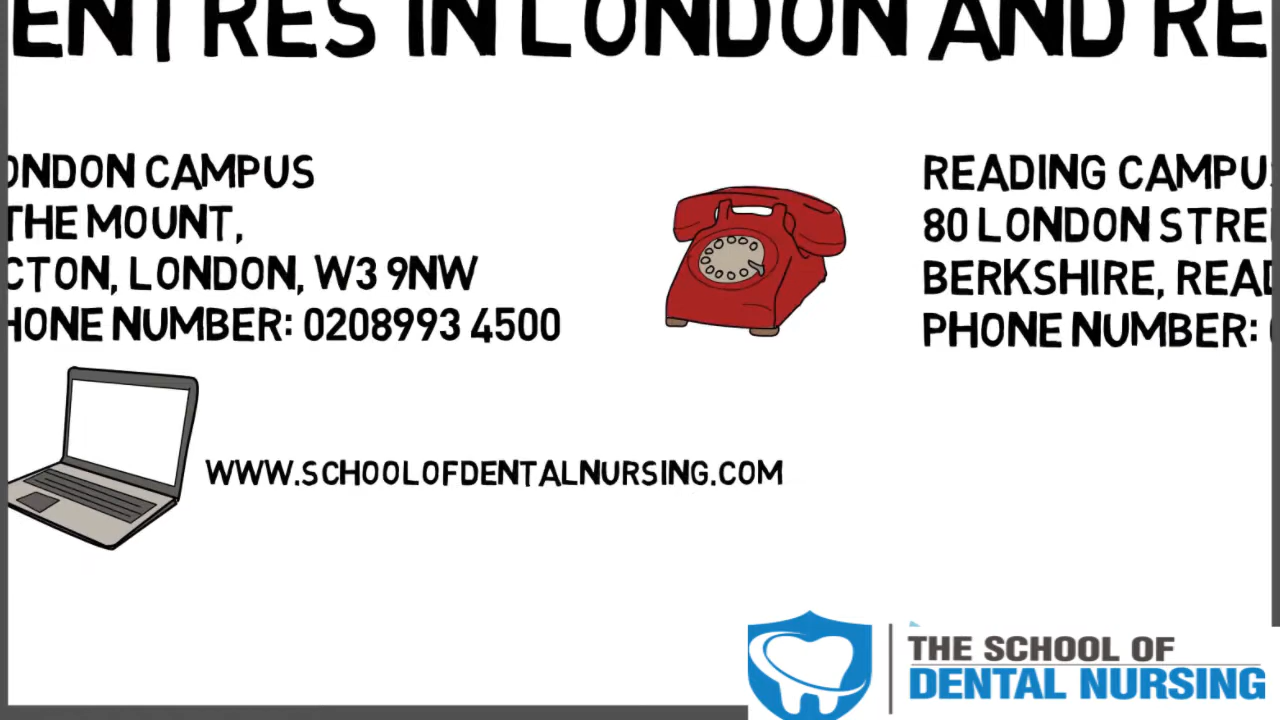 ENTRES IN LONDON AND RE
ONDON CAMPUS
THE MOUNT,
CTON, LONDON, W3 9NW
HONE NUMBER: 0208993 4500
READING CAMPUS
80 LONDON STRE
BERKSHIRE, READ
PHONE NUMBER:
WWW.SCHOOLOFDENTALNURSING.COM
THE SCHOOL OF
DENTAL NURSING